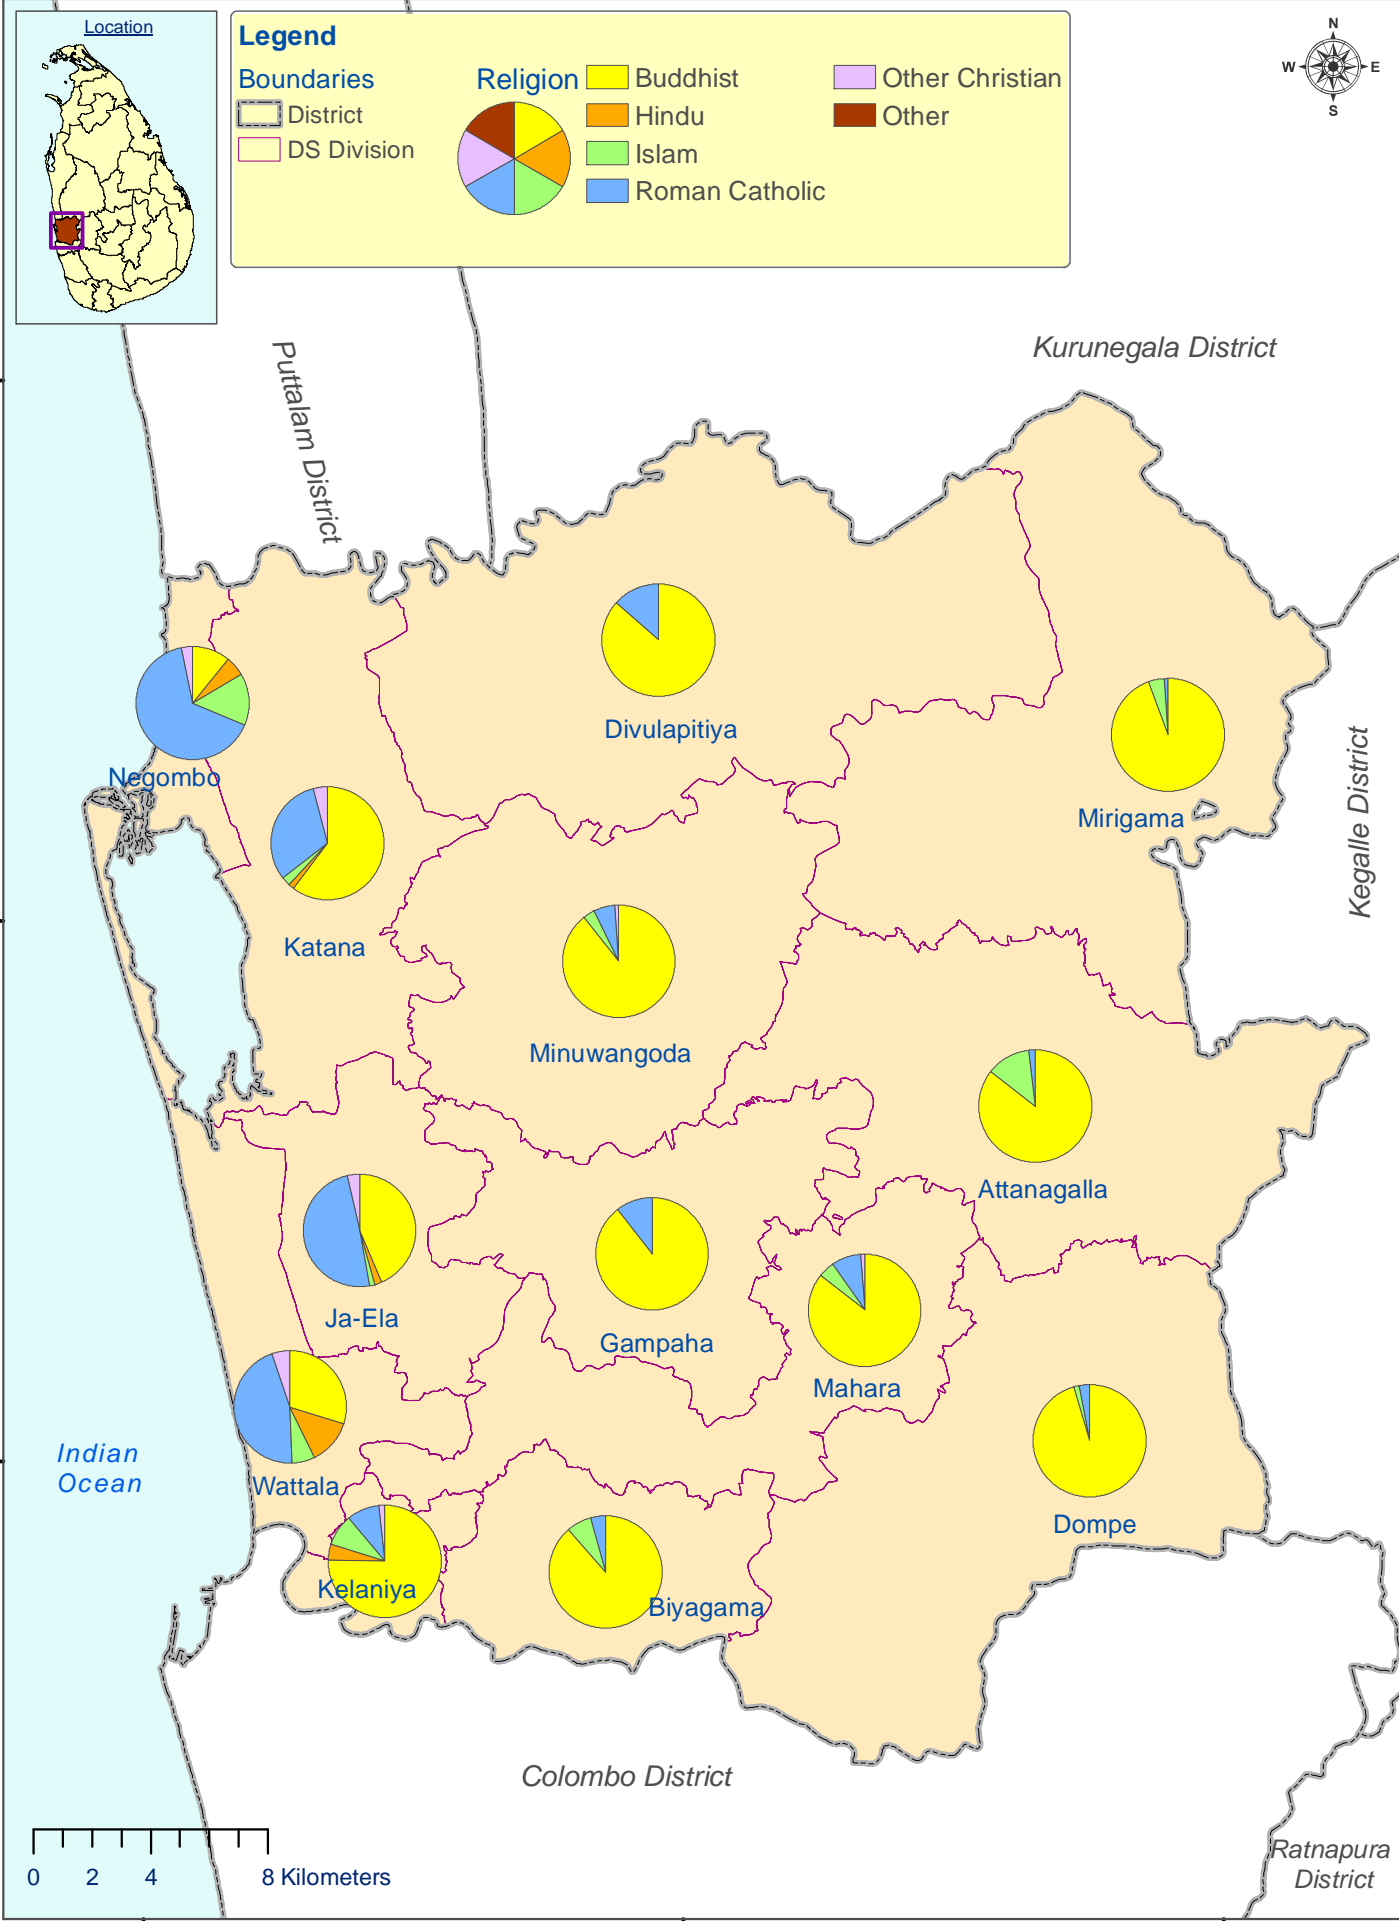 Location
Legend
Boundaries
District
DS Division
Religion
Buddhist
Hindu
Islam
Roman Catholic
Other Christian
Other
N
W
E
S
Puttalam District
Kurunegala District
Kegalle District
Divulapitiya
Mirigama
Negombo
Katana
Minuwangoda
Attanagalla
Ja-Ela
Gampaha
Mahara
Wattala
Dompe
Kelaniya
Biyagama
Indian
Ocean
Colombo District
Ratnapura
District
0 2 4 8 Kilometers